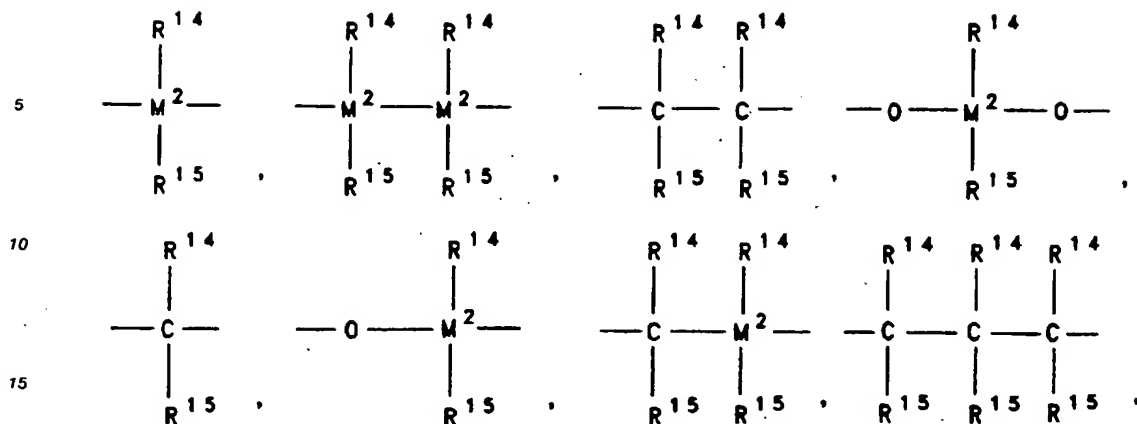 R14 R14 R14 R14 R14 R14
5 —M2— —M2—M2— —C—C— —O—M2—O—
R15 , R15 R15 , R15 R15 , R15 ,
10 R14 R14 R14 R14 R14 R14 R14
—C— —O—M2— —C—M2— —C—C—C—
15 R15 , R15 , R15 R15 , R15 R15 R15 ,